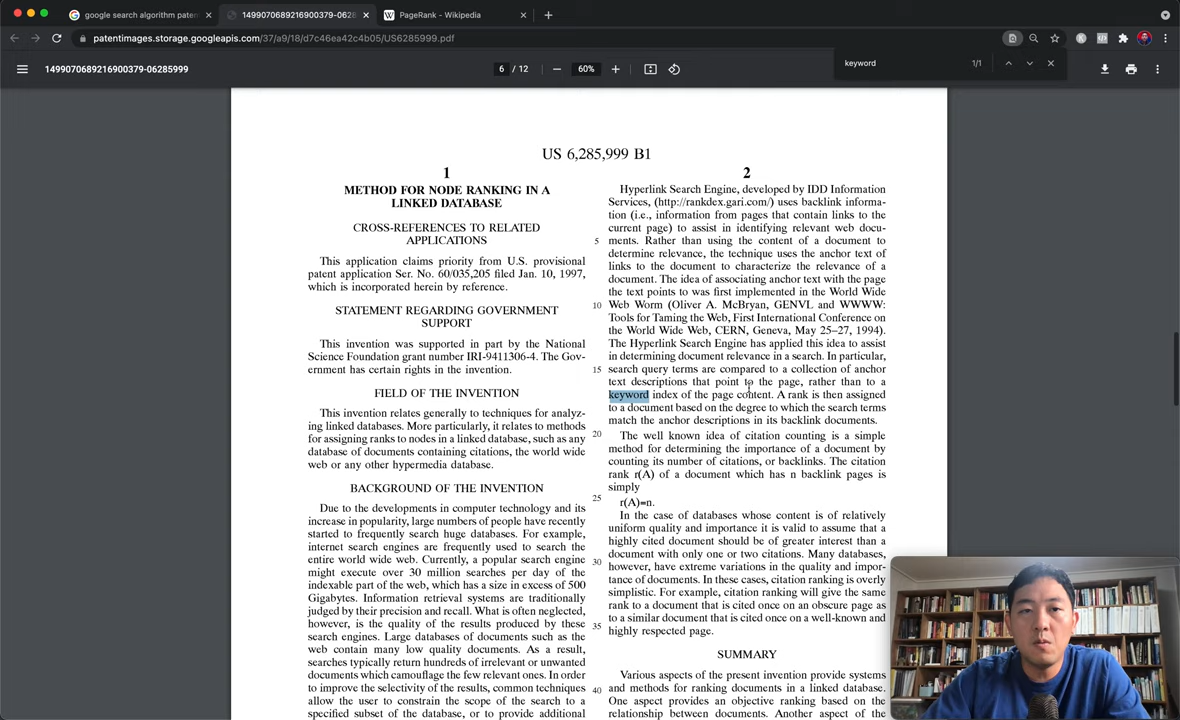 google search algorithm paten
1499070689216900379-0628
PageRank - Wikipedia
patentimages.storage.googleapis.com/37/a9/18/d7c46ea42c4b05/US6285999.pdf
1499070689216900379-06285999
6 / 12
60%
keyword
1/1
US 6,285,999 B1
1
METHOD FOR NODE RANKING IN A
LINKED DATABASE
CROSS-REFERENCES TO RELATED
APPLICATIONS
This application claims priority from U.S. provisional
patent application Ser. No. 60/035,205 filed Jan. 10, 1997,
which is incorporated herein by reference.
STATEMENT REGARDING GOVERNMENT
SUPPORT
This invention was supported in part by the National
Science Foundation grant number IRI-9411306-4. The Gov-
ernment has certain rights in the invention.
FIELD OF THE INVENTION
This invention relates generally to techniques for analyz-
ing linked databases. More particularly, it relates to methods
for assigning ranks to nodes in a linked database, such as any
database of documents containing citations, the world wide
web or any other hypermedia database.
BACKGROUND OF THE INVENTION
Due to the developments in computer technology and its
increase in popularity, large numbers of people have recently
started to frequently search huge databases. For example,
internet search engines are frequently used to search the
entire world wide web. Currently, a popular search engine
might execute over 30 million searches per day of the
indexable part of the web, which has a size in excess of 500
Gigabytes. Information retrieval systems are traditionally
judged by their precision and recall. What is often neglected,
however, is the quality of the results produced by these
search engines. Large databases of documents such as the
web contain many low quality documents. As a result,
searches typically return hundreds of irrelevant or unwanted
documents which camouflage the few relevant ones. In order
to improve the selectivity of the results, common techniques
allow the user to constrain the scope of the search to a
specified subset of the database, or to provide additional
5
10
15
20
25
30
35
40
2
Hyperlink Search Engine, developed by IDD Information
Services, (http://rankdex.gari.com/) uses backlink informa-
tion (i.e., information from pages that contain links to the
current page) to assist in identifying relevant web docu-
ments. Rather than using the content of a document to
determine relevance, the technique uses the anchor text of
links to the document to characterize the relevance of a
document. The idea of associating anchor text with the page
the text points to was first implemented in the World Wide
Web Worm (Oliver A. McBryan, GENVL and WWWW:
Tools for Taming the Web, First International Conference on
the World Wide Web, CERN, Geneva, May 25–27, 1994).
The Hyperlink Search Engine has applied this idea to assist
in determining document relevance in a search. In particular,
search query terms are compared to a collection of anchor
text descriptions that point to the page, rather than to a
keyword index of the page content. A rank is then assigned
to a document based on the degree to which the search terms
match the anchor descriptions in its backlink documents.
The well known idea of citation counting is a simple
method for determining the importance of a document by
counting its number of citations, or backlinks. The citation
rank r(A) of a document which has n backlink pages is
simply
r(A)=n.
In the case of databases whose content is of relatively
uniform quality and importance it is valid to assume that a
highly cited document should be of greater interest than a
document with only one or two citations. Many databases,
however, have extreme variations in the quality and impor-
tance of documents. In these cases, citation ranking is overly
simplistic. For example, citation ranking will give the same
rank to a document that is cited once on an obscure page as
to a similar document that is cited once on a well-known and
highly respected page.
SUMMARY
Various aspects of the present invention provide systems
and methods for ranking documents in a linked database.
One aspect provides an objective ranking based on the
relationship between documents. Another aspect of the